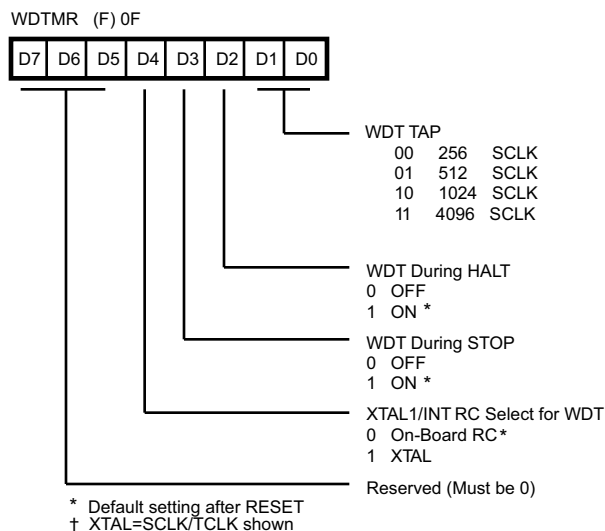 WDTMR (F) 0F
D7 D6 D5 D4 D3 D2 D1 D0
WDT TAP
00 256 SCLK
01 512 SCLK
10 1024 SCLK
11 4096 SCLK
WDT During HALT
0 OFF
1 ON *
WDT During STOP
0 OFF
1 ON *
XTAL1/INT RC Select for WDT
0 On-Board RC *
1 XTAL
Reserved (Must be 0)
* Default setting after RESET
† XTAL=SCLK/TCLK shown